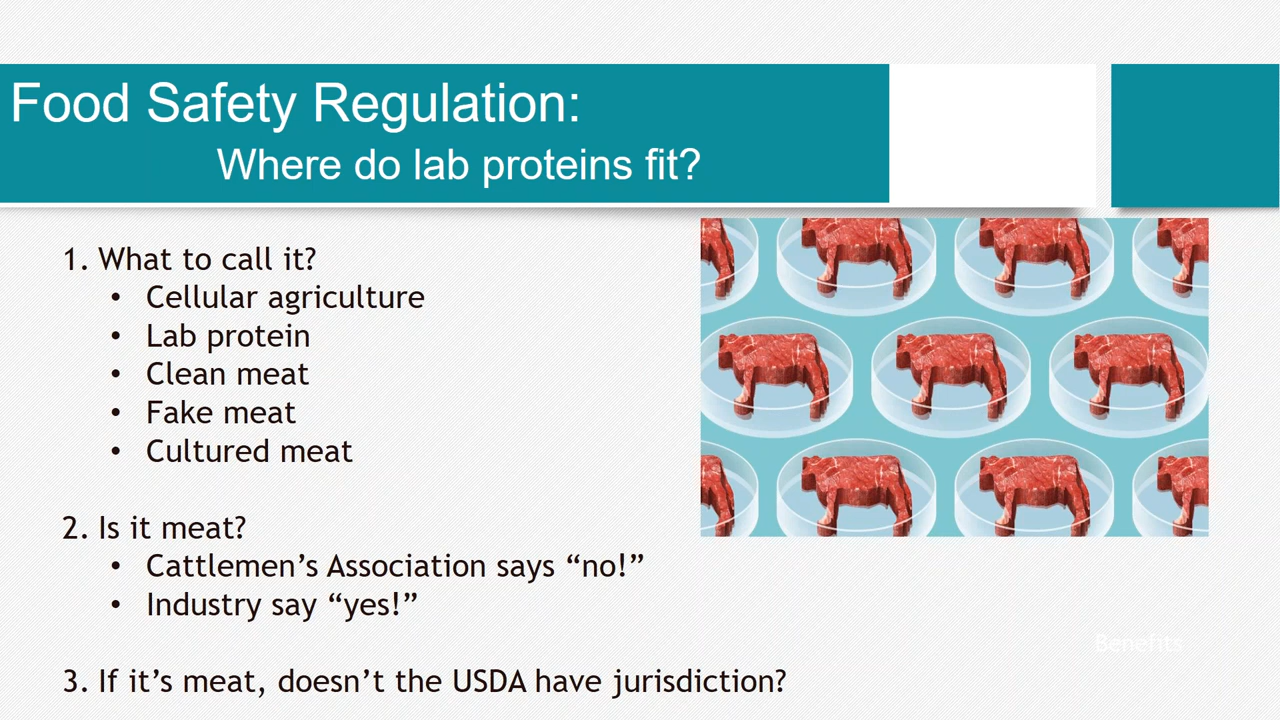 Food Safety Regulation:
Where do lab proteins fit?
1. What to call it?
• Cellular agriculture
• Lab protein
• Clean meat
• Fake meat
• Cultured meat
2. Is it meat?
• Cattlemen’s Association says “no!”
• Industry say “yes!”
Benefits
3. If it’s meat, doesn’t the USDA have jurisdiction?